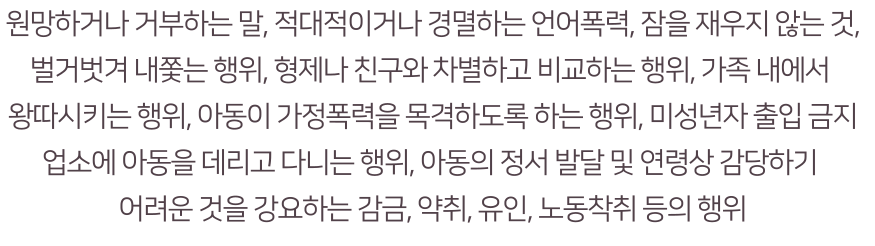 원망하거나 거부하는 말, 적대적이거나 경멸하는 언어폭력, 잠을 재우지 않는 것,
벌거벗겨 내쫓는 행위, 형제나 친구와 차별하고 비교하는 행위, 가족 내에서
왕따시키는 행위, 아동이 가정폭력을 목격하도록 하는 행위, 미성년자 출입 금지
업소에 아동을 데리고 다니는 행위, 아동의 정서 발달 및 연령상 감당하기
어려운 것을 강요하는 감금, 약취, 유인, 노동착취 등의 행위